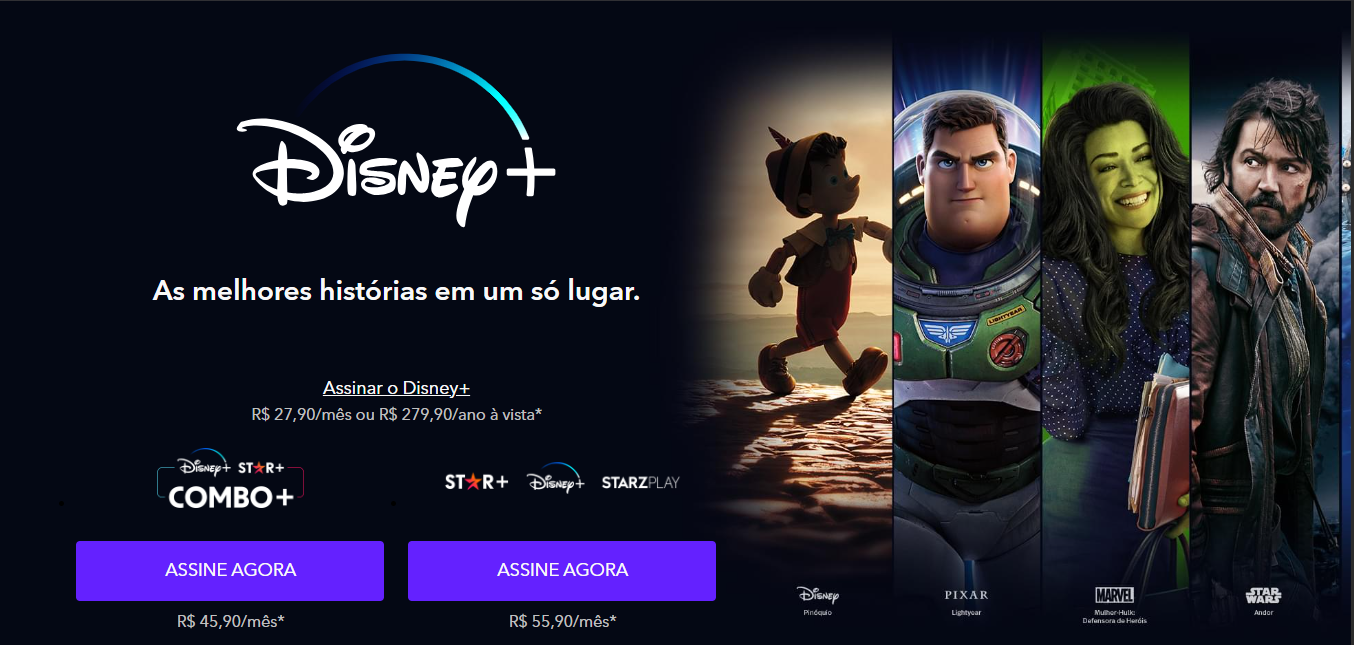 Disney+
As melhores histórias em um só lugar.
Assinar o Disney+
R$ 27,90/mês ou R$ 279,90/ano à vista*
Disney+ STAR+
COMBO+
STAR+ Disney+ STARZPLAY
ASSINE AGORA
ASSINE AGORA
R$ 45,90/mês*
R$ 55,90/mês*
LIGHTYEAR
Disney
Pinóquio
PIXAR
Lightyear
MARVEL
Mulher-Hulk:
Defensora de Heróis
STAR
WARS
Andor